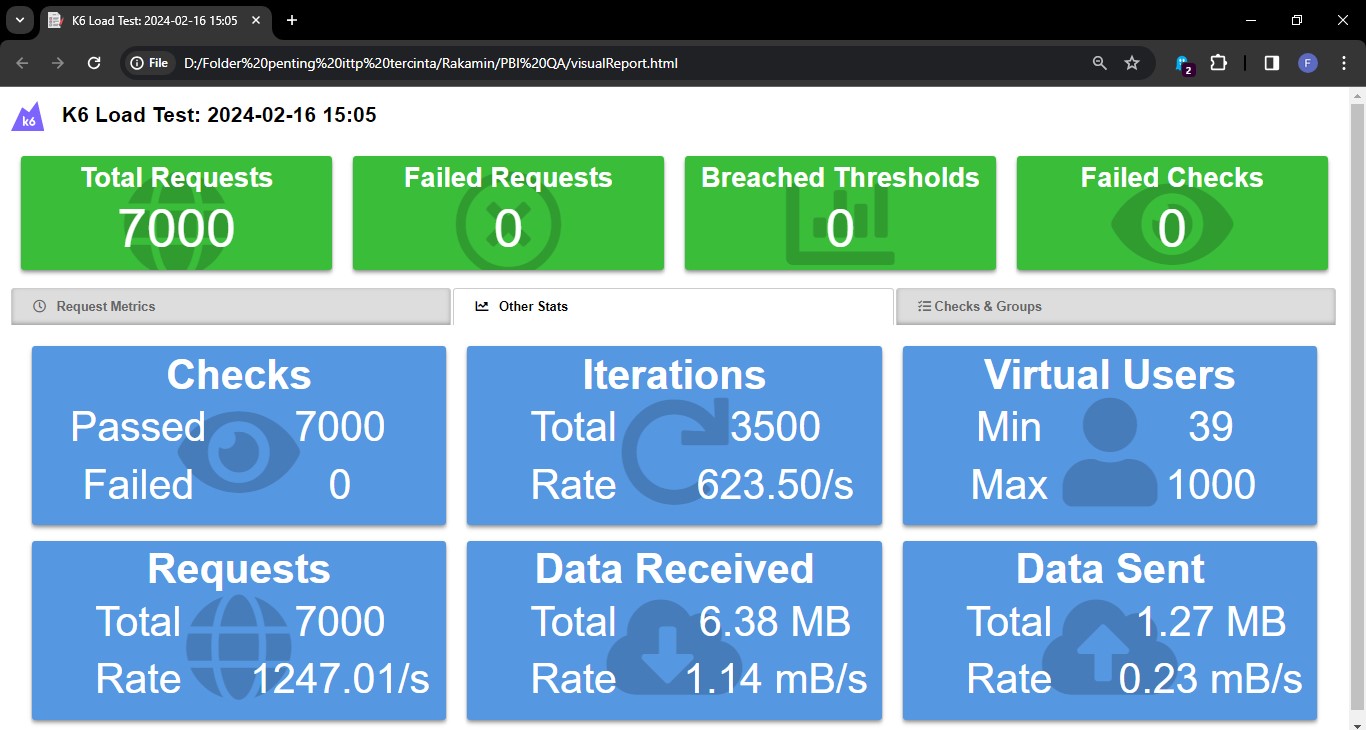 K6 Load Test: 2024-02-16 15:05
File D:/Folder%20penting%20ittp%20tercinta/Rakamin/PBI%20QA/visualReport.html 2 F
k6 K6 Load Test: 2024-02-16 15:05
Total Requests Failed Requests Breached Thresholds Failed Checks
7000 0 0 0
Request Metrics Other Stats Checks & Groups
Checks Iterations Virtual Users
Passed 7000 Total 3500 Min 39
Failed 0 Rate 623.50/s Max 1000
Requests Data Received Data Sent
Total 7000 Total 6.38 MB Total 1.27 MB
Rate 1247.01/s Rate 1.14 mB/s Rate 0.23 mB/s